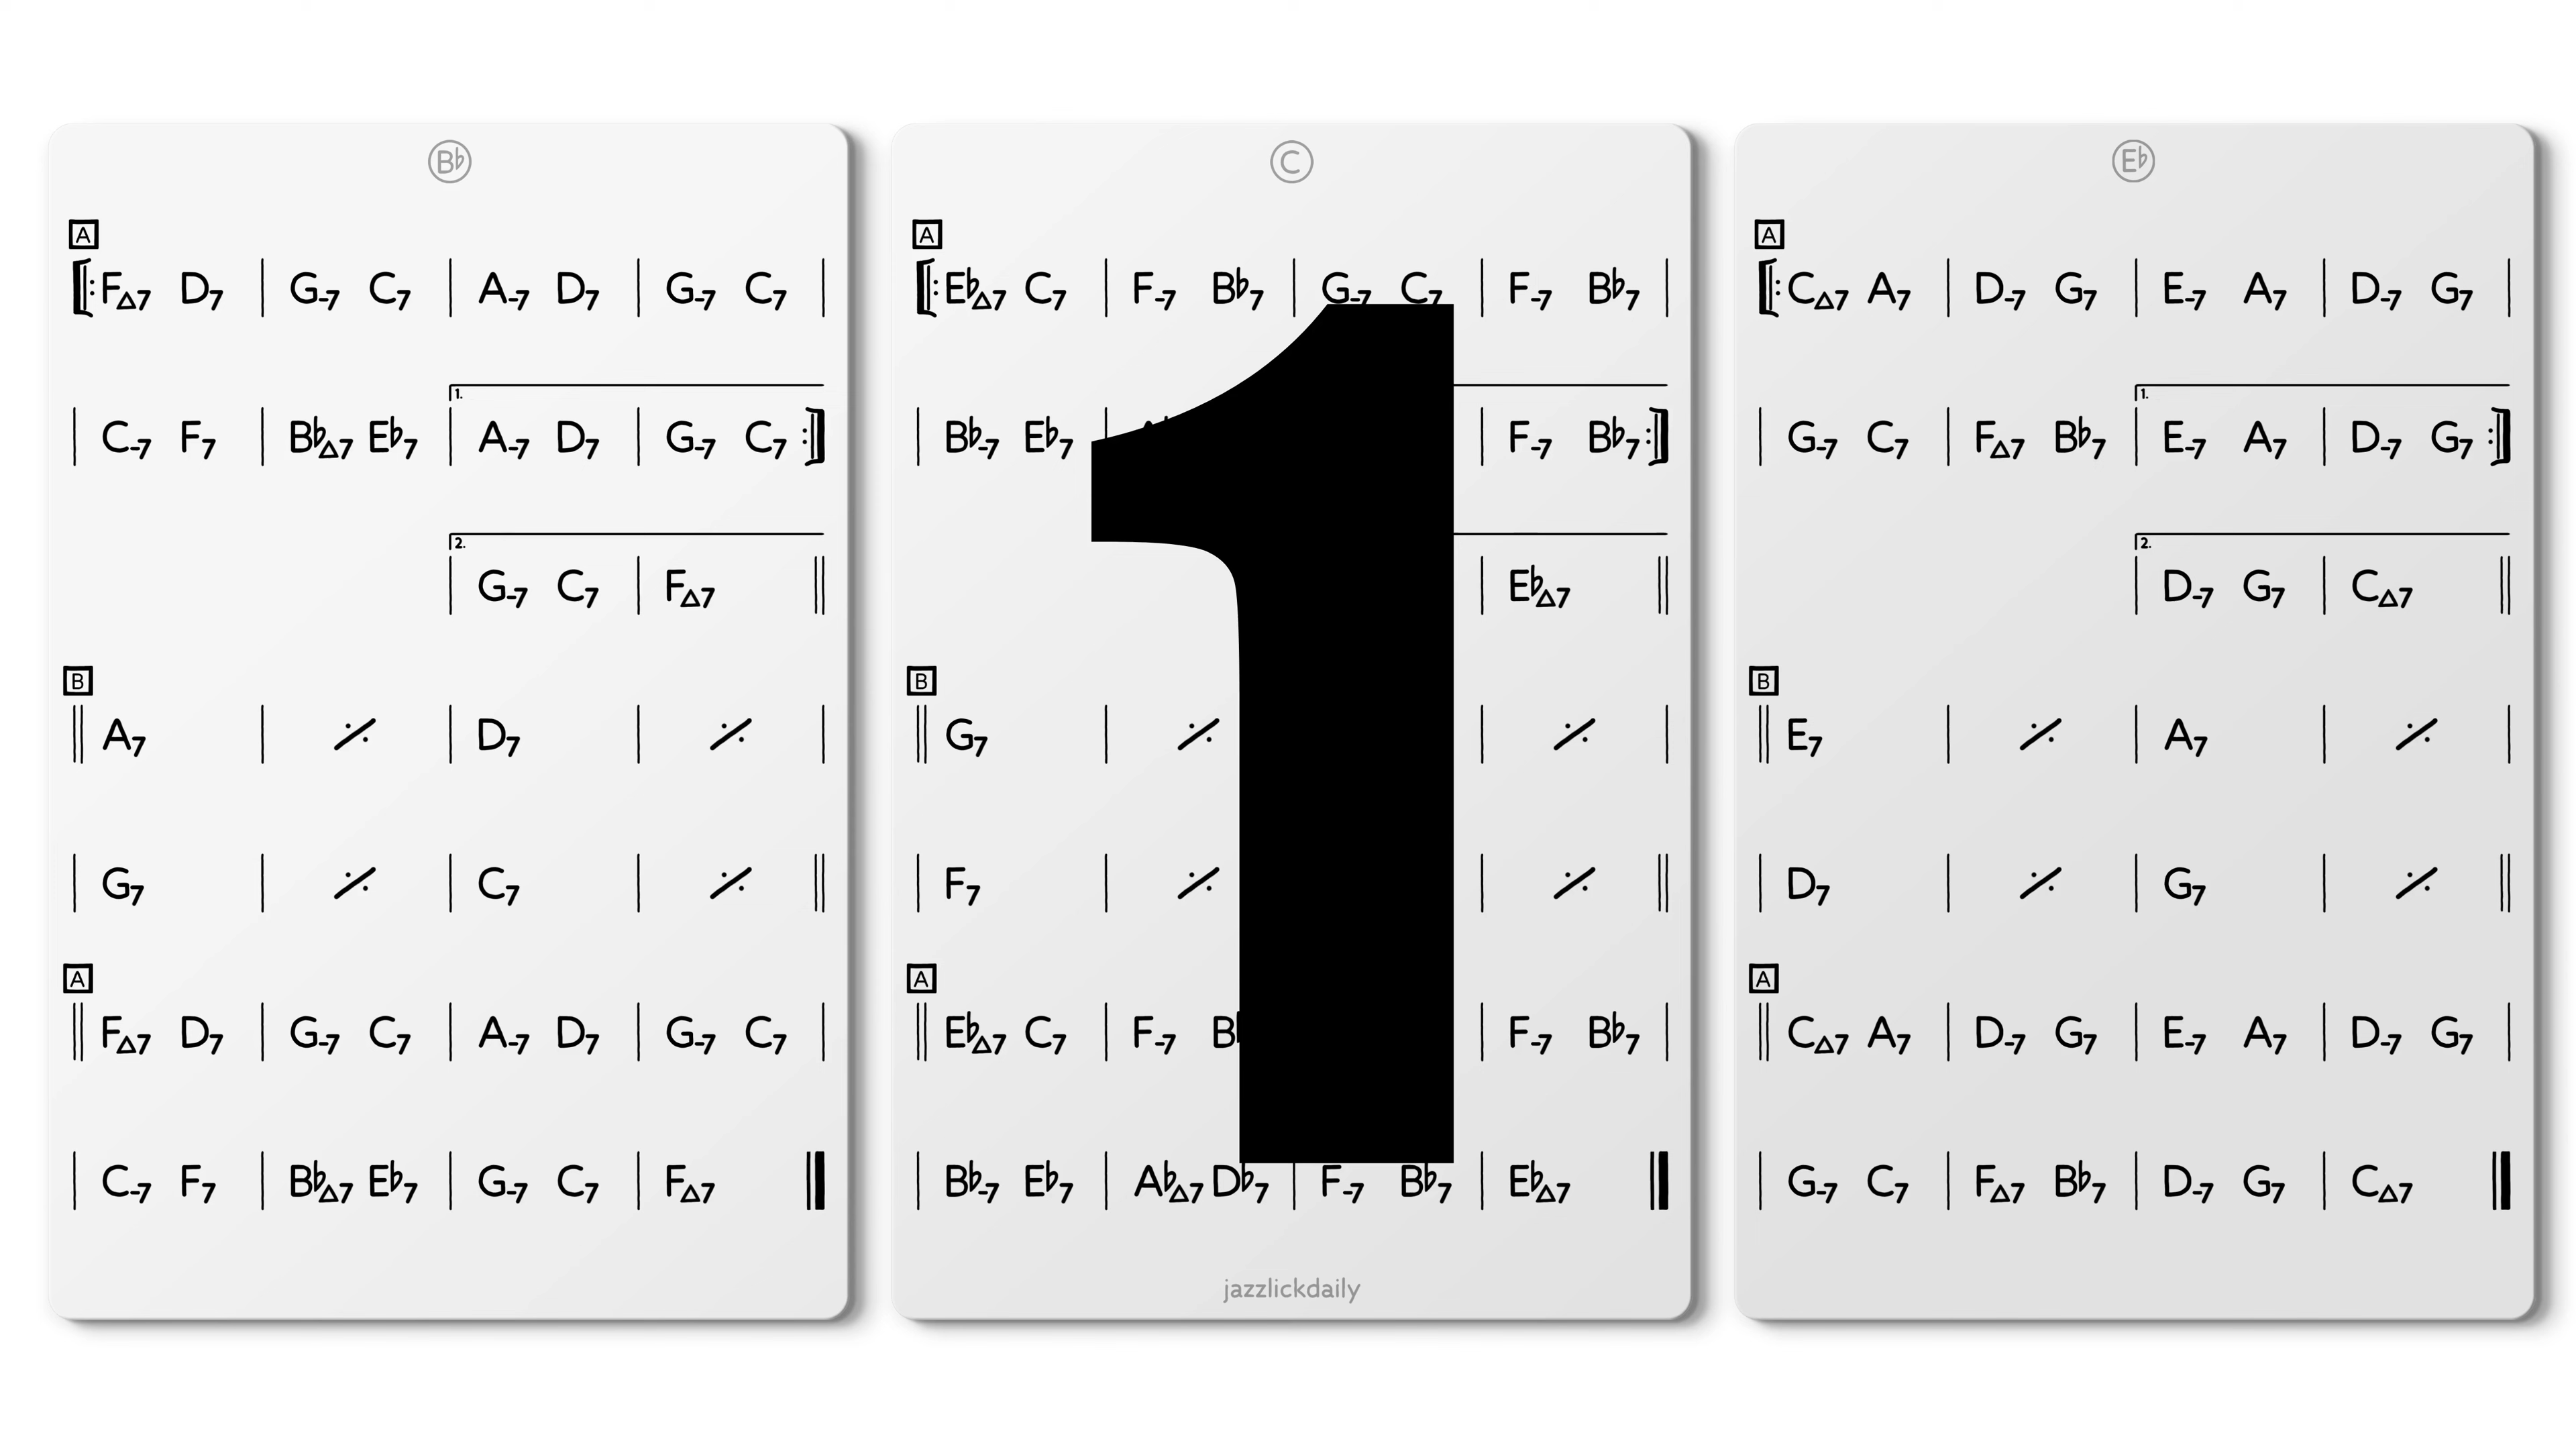 B♭
A
F△7 D7 G-7 C7 A-7 D7 G-7 C7
1.
C-7 F7 B♭△7 E♭7 A-7 D7 G-7 C7
2.
G-7 C7 F△7
B
A7 D7
G7 C7
A
F△7 D7 G-7 C7 A-7 D7 G-7 C7
C-7 F7 B♭△7 E♭7 G-7 C7 F△7
C
A
E♭△7 C7 F-7 B♭7 G-7 C7 F-7 B♭7
B♭-7 E♭7 F-7 B♭7
E♭△7
B
G7
F7
A
E♭△7 C7 F-7 F-7 B♭7
B♭-7 E♭7 A♭△7 D♭7 F-7 B♭7 E♭△7
1
jazzlickdaily
E♭
A
C△7 A7 D-7 G7 E-7 A7 D-7 G7
1.
G-7 C7 F△7 B♭7 E-7 A7 D-7 G7
2.
D-7 G7 C△7
B
E7 A7
D7 G7
A
C△7 A7 D-7 G7 E-7 A7 D-7 G7
G-7 C7 F△7 B♭7 D-7 G7 C△7